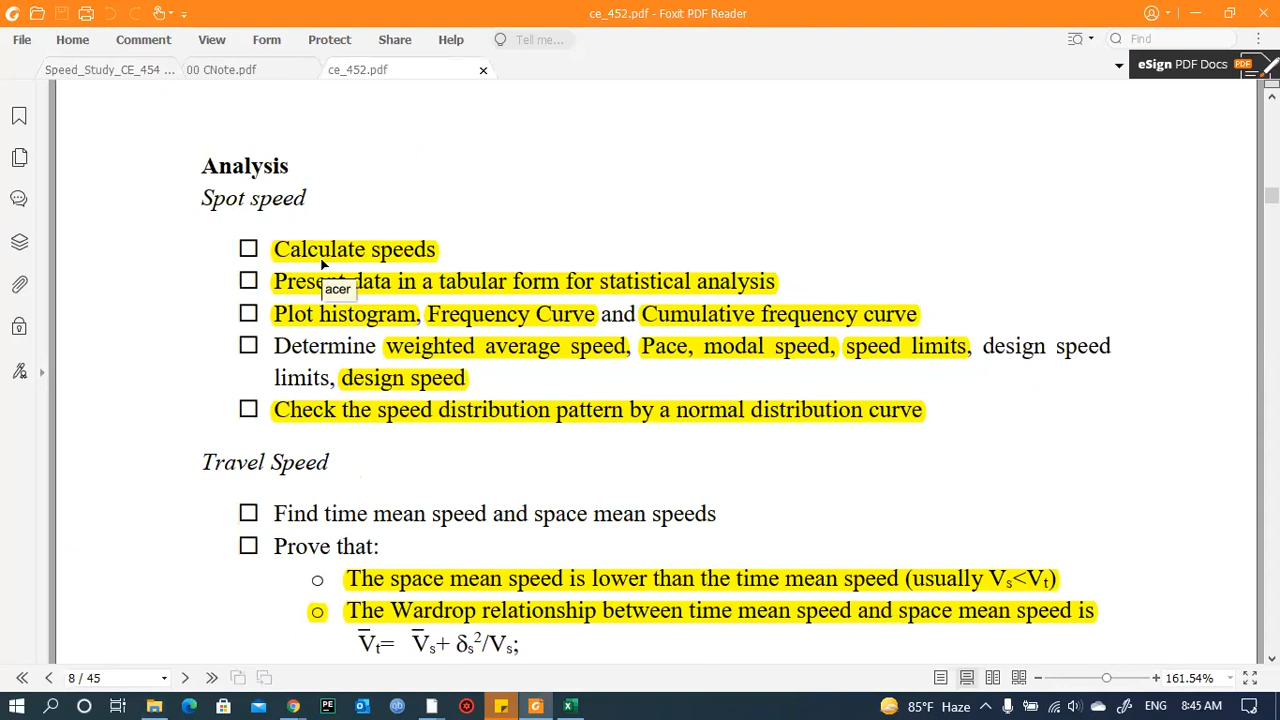 ce_452.pdf - Foxit PDF Reader
File Home Comment View Form Protect Share Help Tell me... Find
Speed_Study_CE_454 ... 00 CNote.pdf ce_452.pdf eSign PDF Docs
Analysis
Spot speed
Calculate speeds
Present data in a tabular form for statistical analysis
acer
Plot histogram, Frequency Curve and Cumulative frequency curve
Determine weighted average speed, Pace, modal speed, speed limits, design speed
limits, design speed
Check the speed distribution pattern by a normal distribution curve
Travel Speed
Find time mean speed and space mean speeds
Prove that:
The space mean speed is lower than the time mean speed (usually Vs<Vt)
The Wardrop relationship between time mean speed and space mean speed is
V̅t= V̅s+ δs²/Vs;
8 / 45 161.54%
85°F Haze ENG 8:45 AM